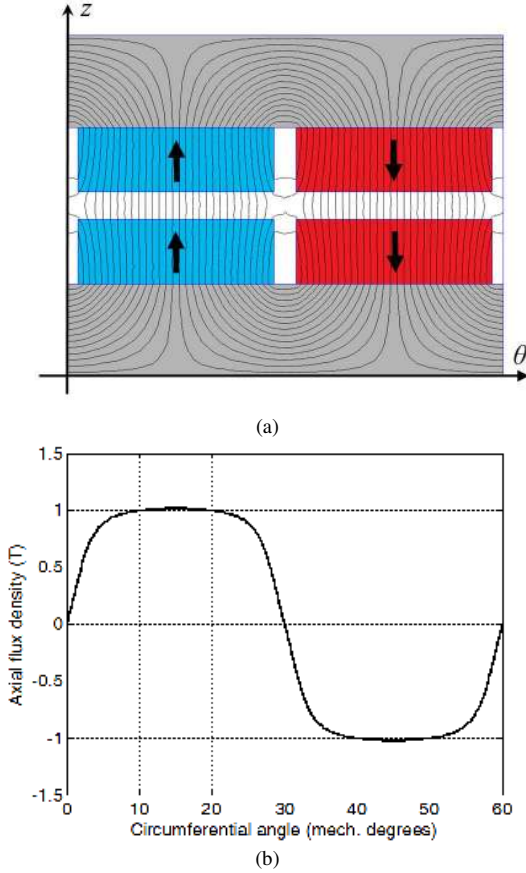 z
θ
(a)
1.5
1
0.5
0
-0.5
-1
-1.5
Axial flux density (T)
0 10 20 30 40 50 60
Circumferential angle (mech. degrees)
(b)